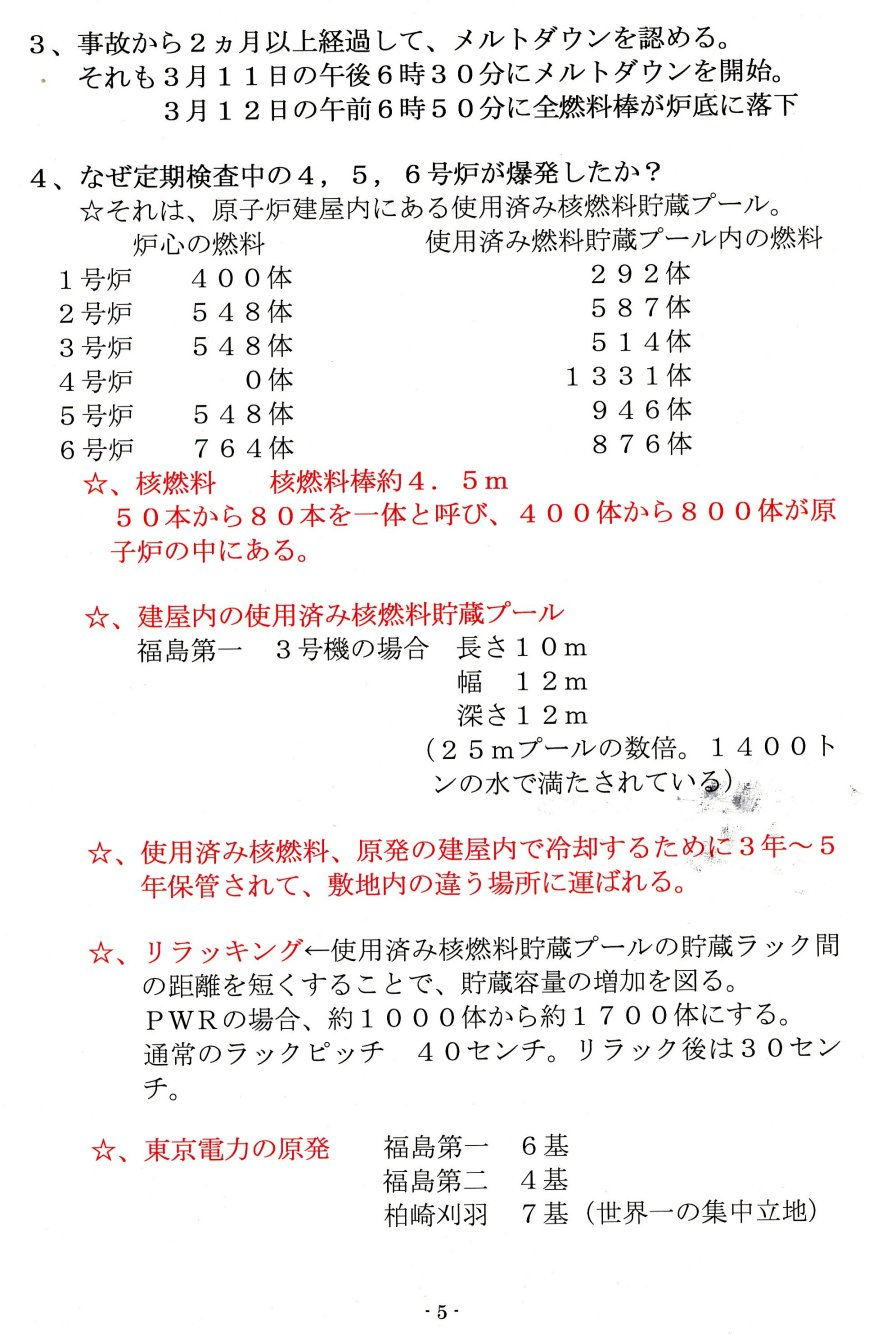 ３、事故から２ヵ月以上経過して、メルトダウンを認める。
それも３月１１日の午後６時３０分にメルトダウンを開始。
３月１２日の午前６時５０分に全燃料棒が炉底に落下
４、なぜ定期検査中の４，５，６号炉が爆発したか？
☆それは、原子炉建屋内にある使用済み核燃料貯蔵プール。
炉心の燃料　　使用済み燃料貯蔵プール内の燃料
１号炉　４００体　　２９２体
２号炉　５４８体　　５８７体
３号炉　５４８体　　５１４体
４号炉　０体　　１３３１体
５号炉　５４８体　　９４６体
６号炉　７６４体　　８７６体
☆、核燃料　　核燃料棒約４．５ｍ
５０本から８０本を一体と呼び、４００体から８００体が原
子炉の中にある。
☆、建屋内の使用済み核燃料貯蔵プール
福島第一　３号機の場合　長さ１０ｍ
幅　１２ｍ
深さ１２ｍ
（２５ｍプールの数倍。１４００ト
ンの水で満たされている）
☆、使用済み核燃料、原発の建屋内で冷却するために３年～５
年保管されて、敷地内の違う場所に運ばれる。
☆、リラッキング←使用済み核燃料貯蔵プールの貯蔵ラック間
の距離を短くすることで、貯蔵容量の増加を図る。
ＰＷＲの場合、約１０００体から約１７００体にする。
通常のラックピッチ　４０センチ。リラック後は３０セン
チ。
☆、東京電力の原発　　福島第一　６基
福島第二　４基
柏崎刈羽　７基（世界一の集中立地）
- 5 -